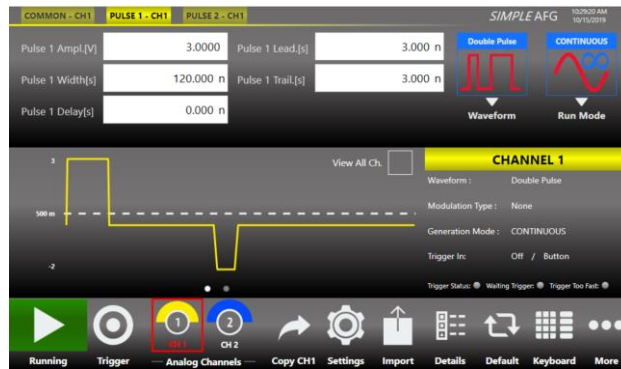 COMMON - CH1 PULSE 1 - CH1 PULSE 2 - CH1 SIMPLE AFG 10:29:20 AM
10/15/2019
Pulse 1 Ampl.[V] 3.0000 Pulse 1 Lead.[s] 3.000 n Double Pulse CONTINUOUS
Pulse 1 Width[s] 120.000 n Pulse 1 Trail.[s] 3.000 n
Pulse 1 Delay[s] 0.000 n Waveform Run Mode
3 View All Ch. CHANNEL 1
Waveform : Double Pulse
500 m Modulation Type : None
Generation Mode : CONTINUOUS
-2 Trigger In: Off / Button
Trigger Status: Waiting Trigger: Trigger Too Fast:
1 2
CH 1 CH 2
Running Trigger Analog Channels Copy CH1 Settings Import Details Default Keyboard More